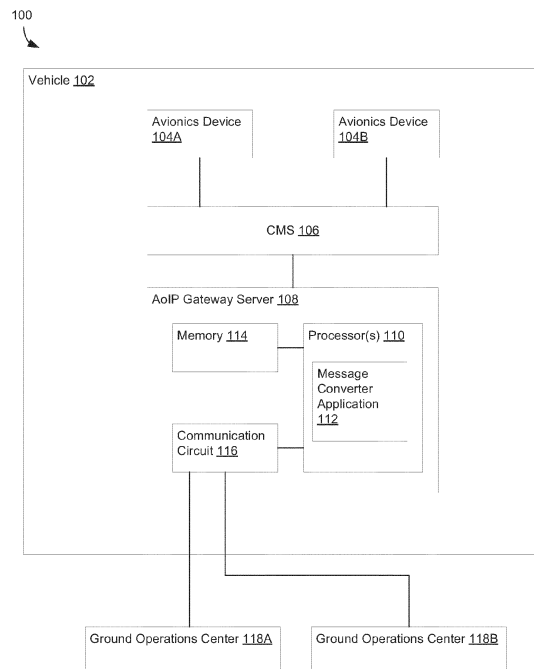 100
Vehicle 102
Avionics Device
104A
Avionics Device
104B
CMS 106
AoIP Gateway Server 108
Memory 114
Processor(s) 110
Message
Converter
Application
112
Communication
Circuit 116
Ground Operations Center 118A
Ground Operations Center 118B